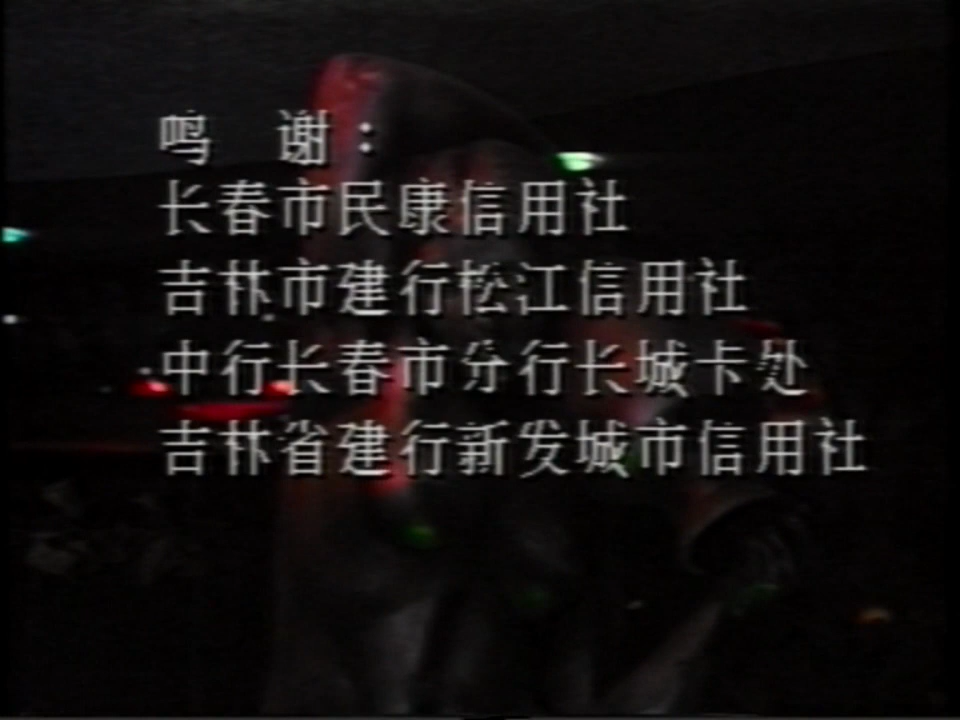 鸣 谢：
长春市民康信用社
吉林市建行松江信用社
中行长春市分行长城卡处
吉林省建行新发城市信用社